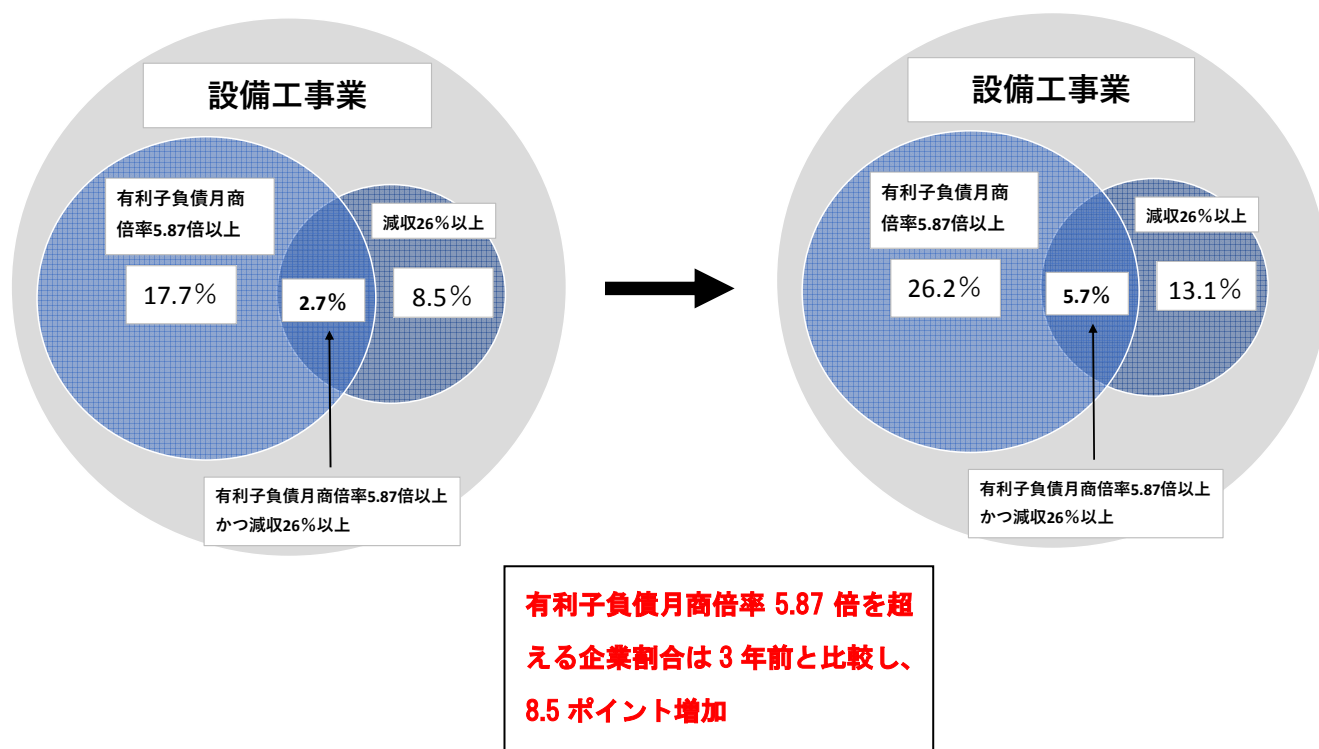 設備工事業
有利子負債月商
倍率5.87倍以上
減収26%以上
17.7%
2.7%
8.5%
有利子負債月商倍率5.87倍以上
かつ減収26%以上
設備工事業
有利子負債月商
倍率5.87倍以上
減収26%以上
26.2%
5.7%
13.1%
有利子負債月商倍率5.87倍以上
かつ減収26%以上
有利子負債月商倍率 5.87 倍を超
える企業割合は 3 年前と比較し、
8.5 ポイント増加